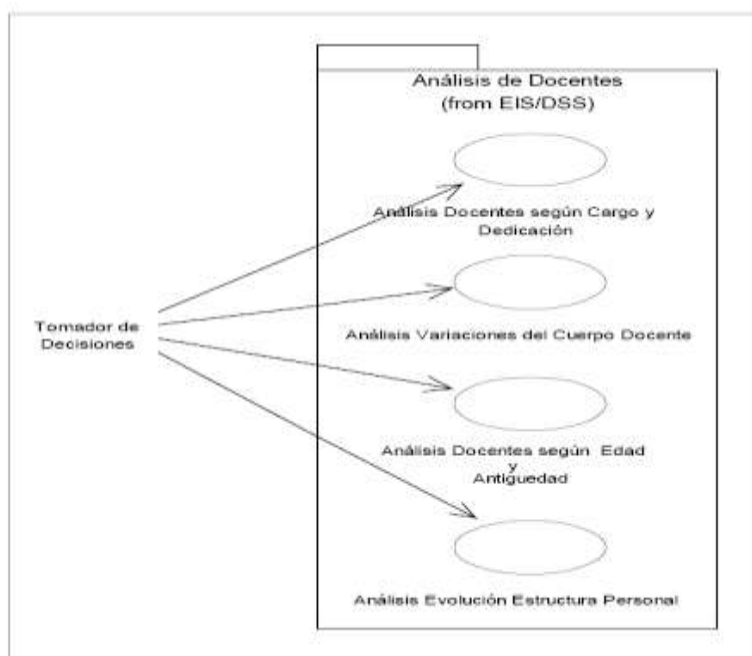 Análisis de Docentes
(from EIS/DSS)
Análisis Docentes según Cargo y
Dedicación
Tomador de
Decisiones
Análisis Variaciones del Cuerpo Docente
Análisis Docentes según Edad
y
Antiguedad
Análisis Evolución Estructura Personal